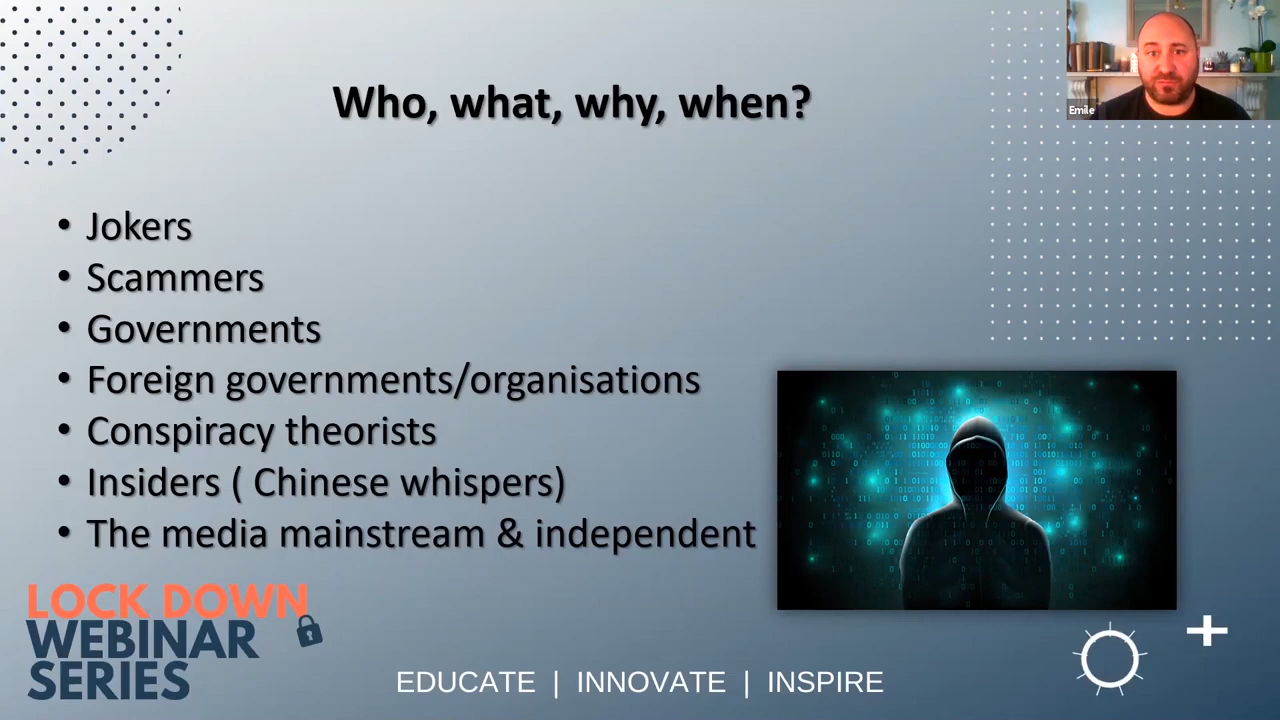 Who, what, why, when?
Emile
• Jokers
• Scammers
• Governments
• Foreign governments/organisations
• Conspiracy theorists
• Insiders ( Chinese whispers)
• The media mainstream & independent
LOCK DOWN
WEBINAR
SERIES
EDUCATE | INNOVATE | INSPIRE